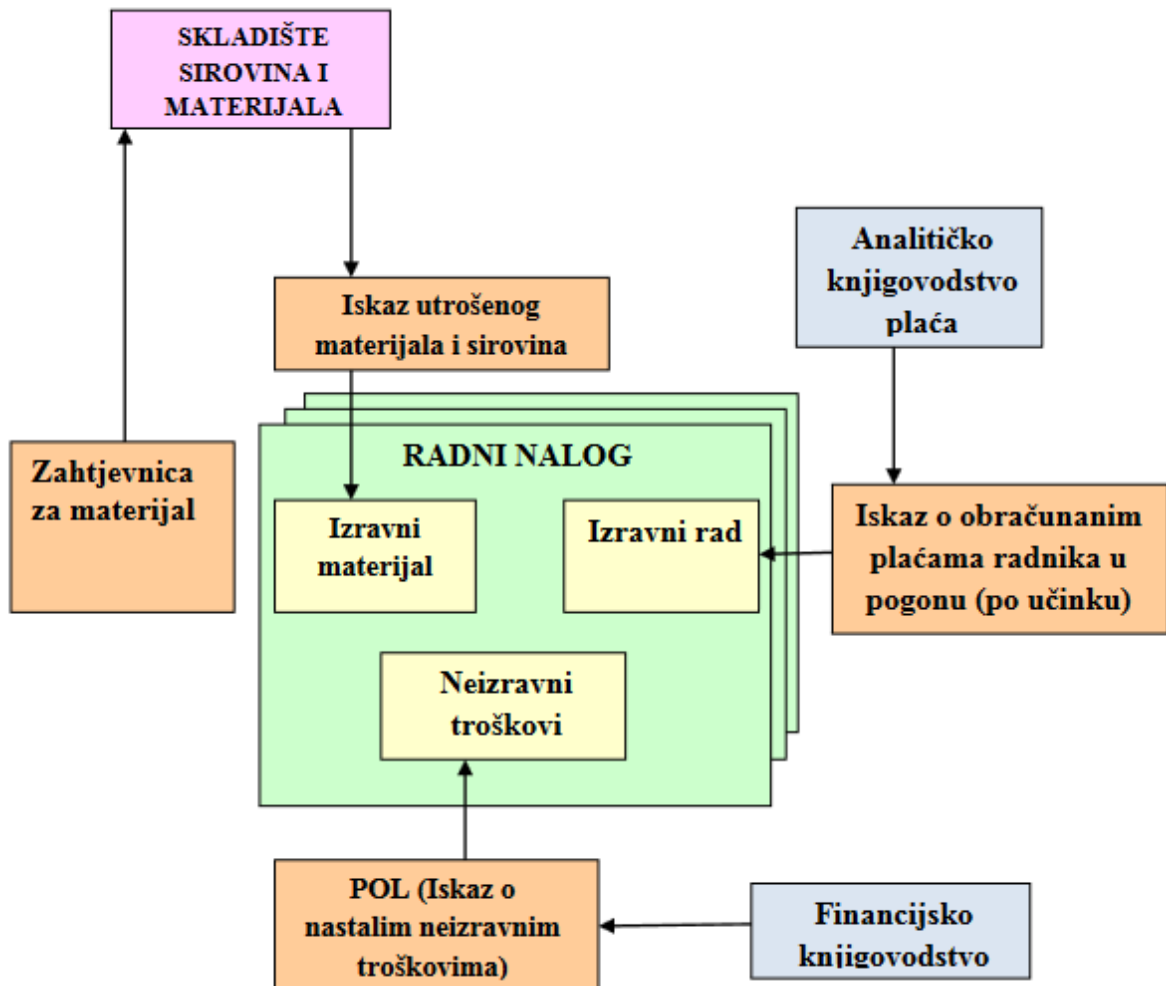 SKLADIŠTE
SIROVINA I
MATERIJALA
Analitičko
knjigovodstvo
plaća
Iskaz utrošenog
materijala i sirovina
Zahtjevnica
za materijal
RADNI NALOG
Izravni
materijal
Izravni rad
Iskaz o obračunanim
plaćama radnika u
pogonu (po učinku)
Neizravni
troškovi
POL (Iskaz o
nastalim neizravnim
troškovima)
Financijsko
knjigovodstvo